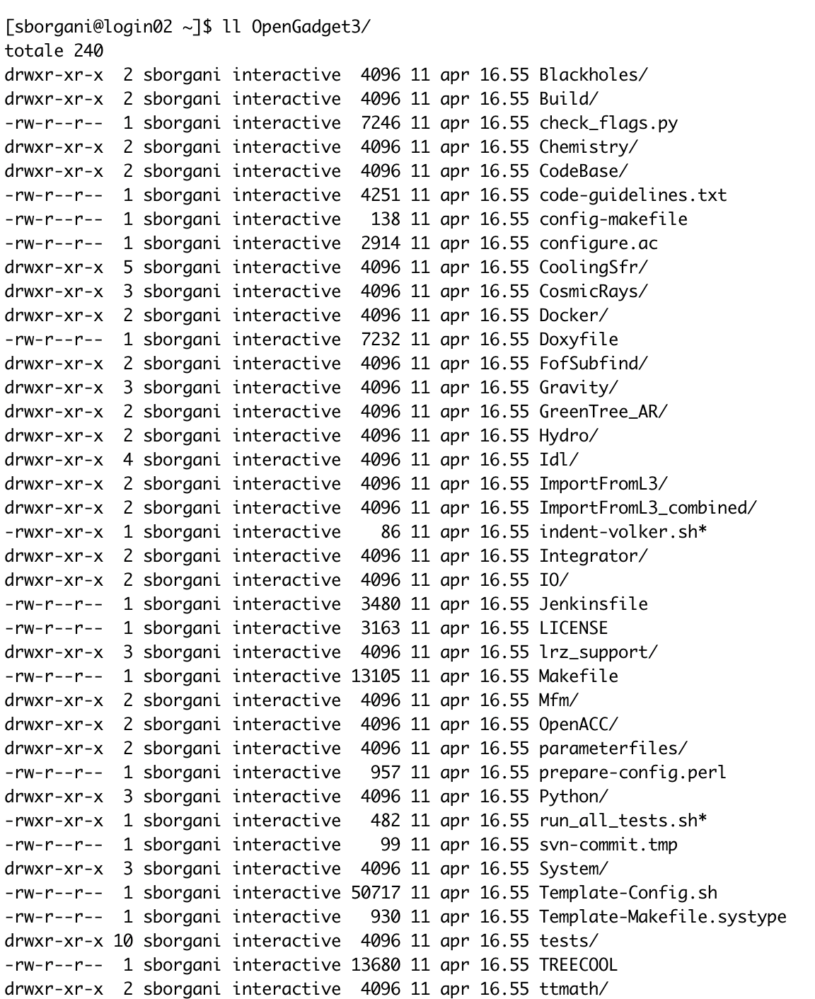 [sborgani@login02 ~]$ ll OpenGadget3/
totale 240
drwxr-xr-x  2 sborgani interactive  4096 11 apr 16.55 Blackholes/
drwxr-xr-x  2 sborgani interactive  4096 11 apr 16.55 Build/
-rw-r--r--  1 sborgani interactive  7246 11 apr 16.55 check_flags.py
drwxr-xr-x  2 sborgani interactive  4096 11 apr 16.55 Chemistry/
drwxr-xr-x  2 sborgani interactive  4096 11 apr 16.55 CodeBase/
-rw-r--r--  1 sborgani interactive  4251 11 apr 16.55 code-guidelines.txt
-rw-r--r--  1 sborgani interactive   138 11 apr 16.55 config-makefile
-rw-r--r--  1 sborgani interactive  2914 11 apr 16.55 configure.ac
drwxr-xr-x  5 sborgani interactive  4096 11 apr 16.55 CoolingSfr/
drwxr-xr-x  3 sborgani interactive  4096 11 apr 16.55 CosmicRays/
drwxr-xr-x  2 sborgani interactive  4096 11 apr 16.55 Docker/
-rw-r--r--  1 sborgani interactive  7232 11 apr 16.55 Doxyfile
drwxr-xr-x  2 sborgani interactive  4096 11 apr 16.55 FofSubfind/
drwxr-xr-x  3 sborgani interactive  4096 11 apr 16.55 Gravity/
drwxr-xr-x  2 sborgani interactive  4096 11 apr 16.55 GreenTree_AR/
drwxr-xr-x  2 sborgani interactive  4096 11 apr 16.55 Hydro/
drwxr-xr-x  4 sborgani interactive  4096 11 apr 16.55 Idl/
drwxr-xr-x  2 sborgani interactive  4096 11 apr 16.55 ImportFromL3/
drwxr-xr-x  2 sborgani interactive  4096 11 apr 16.55 ImportFromL3_combined/
-rwxr-xr-x  1 sborgani interactive    86 11 apr 16.55 indent-volker.sh*
drwxr-xr-x  2 sborgani interactive  4096 11 apr 16.55 Integrator/
drwxr-xr-x  2 sborgani interactive  4096 11 apr 16.55 IO/
-rw-r--r--  1 sborgani interactive  3480 11 apr 16.55 Jenkinsfile
-rw-r--r--  1 sborgani interactive  3163 11 apr 16.55 LICENSE
drwxr-xr-x  3 sborgani interactive  4096 11 apr 16.55 lrz_support/
-rw-r--r--  1 sborgani interactive 13105 11 apr 16.55 Makefile
drwxr-xr-x  2 sborgani interactive  4096 11 apr 16.55 Mfm/
drwxr-xr-x  2 sborgani interactive  4096 11 apr 16.55 OpenACC/
drwxr-xr-x  2 sborgani interactive  4096 11 apr 16.55 parameterfiles/
-rw-r--r--  1 sborgani interactive   957 11 apr 16.55 prepare-config.perl
drwxr-xr-x  3 sborgani interactive  4096 11 apr 16.55 Python/
-rwxr-xr-x  1 sborgani interactive   482 11 apr 16.55 run_all_tests.sh*
-rw-r--r--  1 sborgani interactive    99 11 apr 16.55 svn-commit.tmp
drwxr-xr-x  3 sborgani interactive  4096 11 apr 16.55 System/
-rw-r--r--  1 sborgani interactive 50717 11 apr 16.55 Template-Config.sh
-rw-r--r--  1 sborgani interactive   930 11 apr 16.55 Template-Makefile.systype
drwxr-xr-x 10 sborgani interactive  4096 11 apr 16.55 tests/
-rw-r--r--  1 sborgani interactive 13680 11 apr 16.55 TREECOOL
drwxr-xr-x  2 sborgani interactive  4096 11 apr 16.55 ttmath/